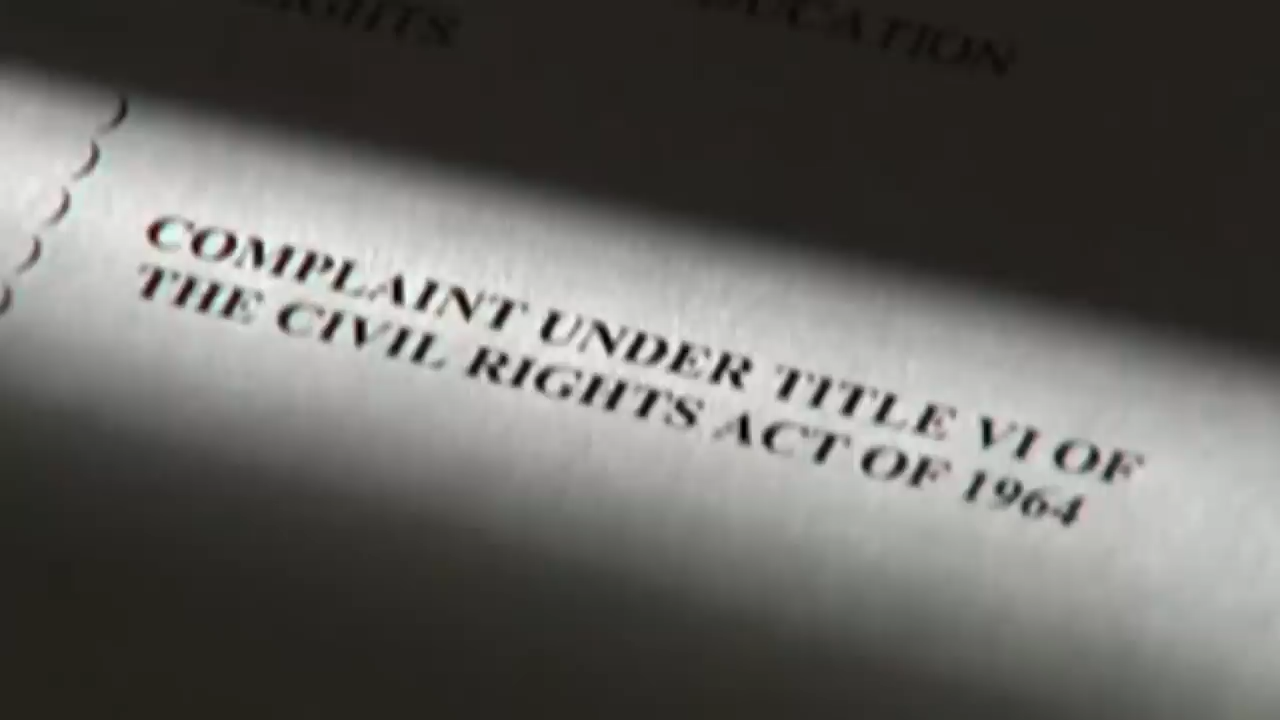 )
)
)
)
)
COMPLAINT UNDER TITLE VI OF
THE CIVIL RIGHTS ACT OF 1964